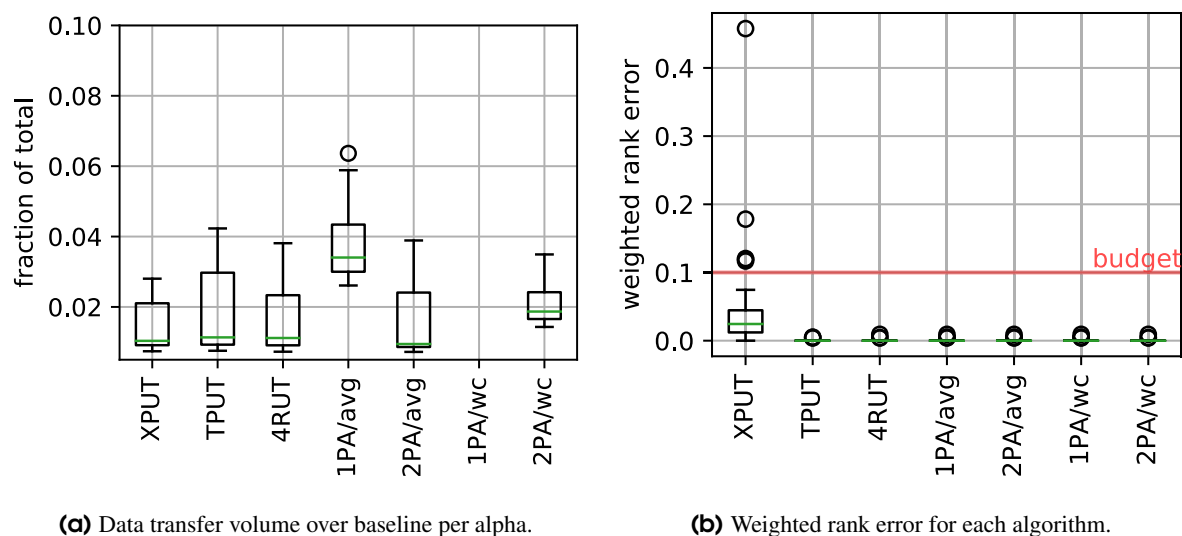 fraction of total
0.10
0.08
0.06
0.04
0.02
XPUT
TPUT
4RUT
1PA/avg
2PA/avg
1PA/wc
2PA/wc
(a) Data transfer volume over baseline per alpha.
weighted rank error
0.4
0.3
0.2
0.1
0.0
budget
XPUT
TPUT
4RUT
1PA/avg
2PA/avg
1PA/wc
2PA/wc
(b) Weighted rank error for each algorithm.